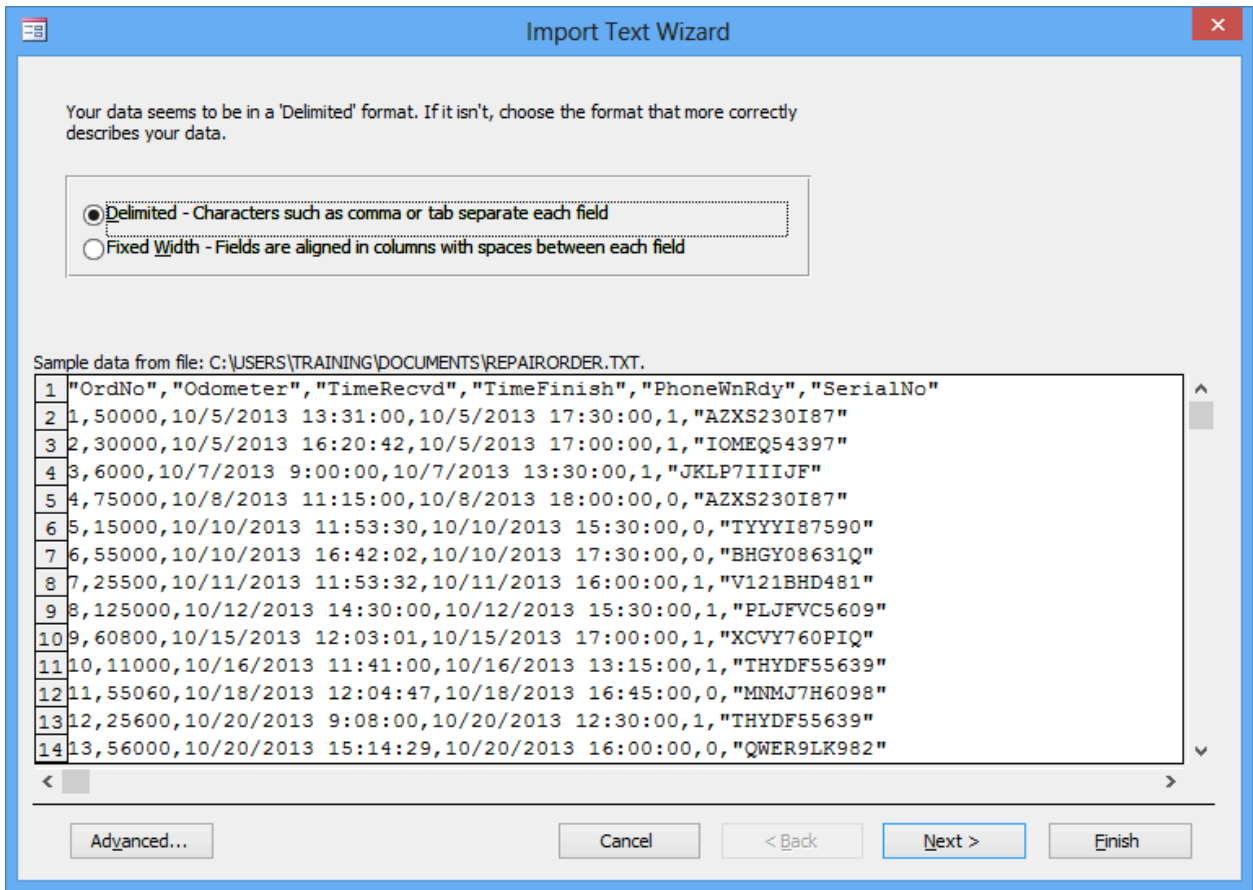 Import Text Wizard
Your data seems to be in a 'Delimited' format. If it isn't, choose the format that more correctly
describes your data.
Delimited - Characters such as comma or tab separate each field
Fixed Width - Fields are aligned in columns with spaces between each field
Sample data from file: C:\USERS\TRAINING\DOCUMENTS\REPAIRORDER.TXT.
1 "OrdNo","Odometer","TimeRecvd","TimeFinish","PhoneWnRdy","SerialNo"
2 1,50000,10/5/2013 13:31:00,10/5/2013 17:30:00,1,"AZXS230I87"
3 2,30000,10/5/2013 16:20:42,10/5/2013 17:00:00,1,"IOMEQ54397"
4 3,6000,10/7/2013 9:00:00,10/7/2013 13:30:00,1,"JKLP7IIIJF"
5 4,75000,10/8/2013 11:15:00,10/8/2013 18:00:00,0,"AZXS230I87"
6 5,15000,10/10/2013 11:53:30,10/10/2013 15:30:00,0,"TYYYI87590"
7 6,55000,10/10/2013 16:42:02,10/10/2013 17:30:00,0,"BHGY08631Q"
8 7,25500,10/11/2013 11:53:32,10/11/2013 16:00:00,1,"V121BHD481"
9 8,125000,10/12/2013 14:30:00,10/12/2013 15:30:00,1,"PLJFVC5609"
10 9,60800,10/15/2013 12:03:01,10/15/2013 17:00:00,1,"XCVY760PIQ"
11 10,11000,10/16/2013 11:41:00,10/16/2013 13:15:00,1,"THYDF55639"
12 11,55060,10/18/2013 12:04:47,10/18/2013 16:45:00,0,"MNMJ7H6098"
13 12,25600,10/20/2013 9:08:00,10/20/2013 12:30:00,1,"THYDF55639"
14 13,56000,10/20/2013 15:14:29,10/20/2013 16:00:00,0,"QWER9LK982"
Advanced... Cancel < Back Next > Finish